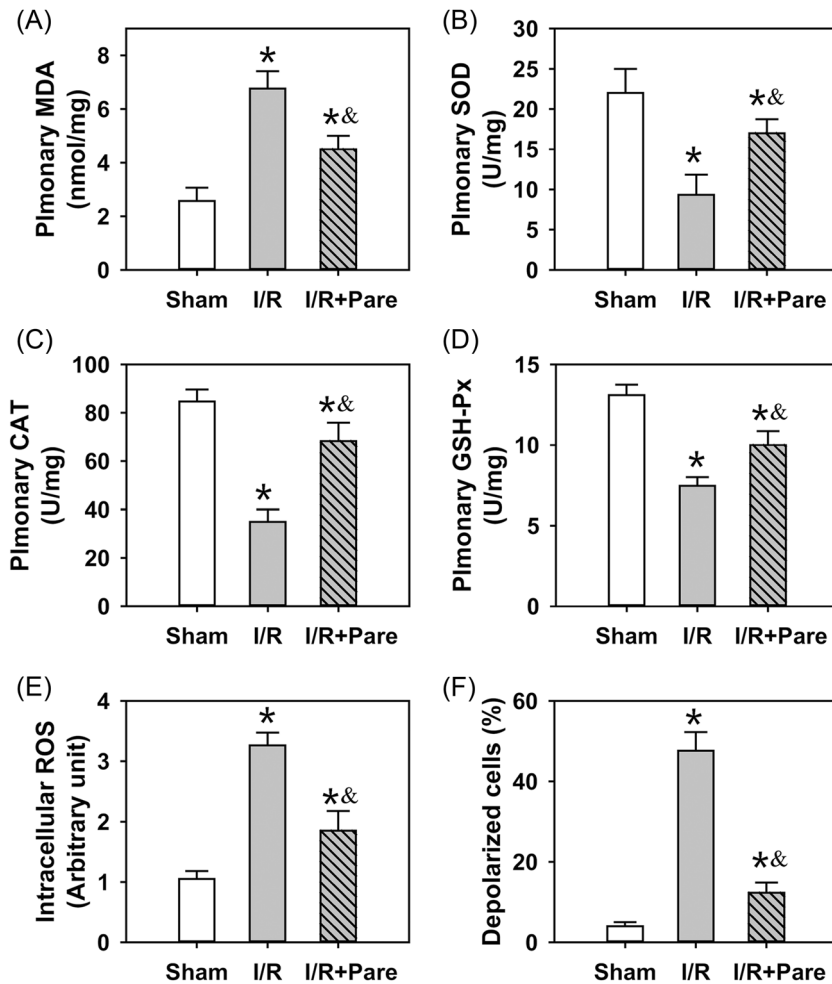 (A)
Plmonary MDA
(nmol/mg)
8
6
4
2
0
*
*&
Sham I/R I/R+Pare
(B)
Plmonary SOD
(U/mg)
30
25
20
15
10
5
0
*
*&
Sham I/R I/R+Pare
(C)
Plmonary CAT
(U/mg)
100
80
60
40
20
0
*
*&
Sham I/R I/R+Pare
(D)
Plmonary GSH-Px
(U/mg)
15
10
5
0
*
*&
Sham I/R I/R+Pare
(E)
Intracellular ROS
(Arbitrary unit)
4
3
2
1
0
*
*&
Sham I/R I/R+Pare
(F)
Depolarized cells (%)
60
40
20
0
*
*&
Sham I/R I/R+Pare